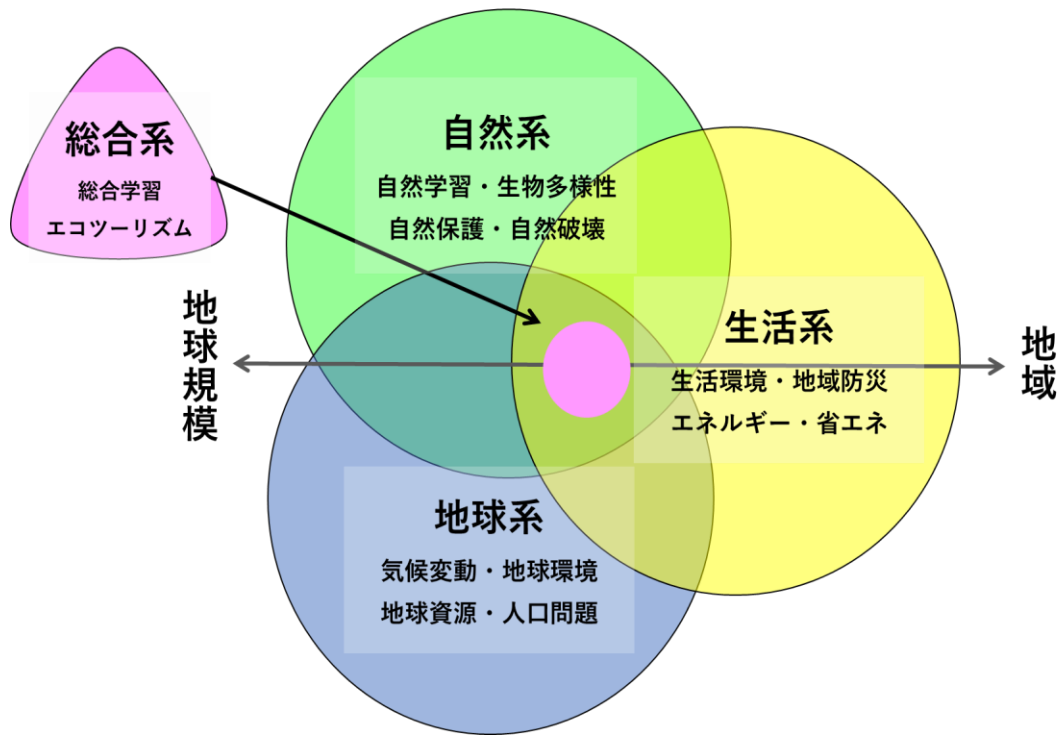 総合系
総合学習
エコツーリズム
自然系
自然学習・生物多様性
自然保護・自然破壊
生活系
生活環境・地域防災
エネルギー・省エネ
地球規模
地域
地球系
気候変動・地球環境
地球資源・人口問題